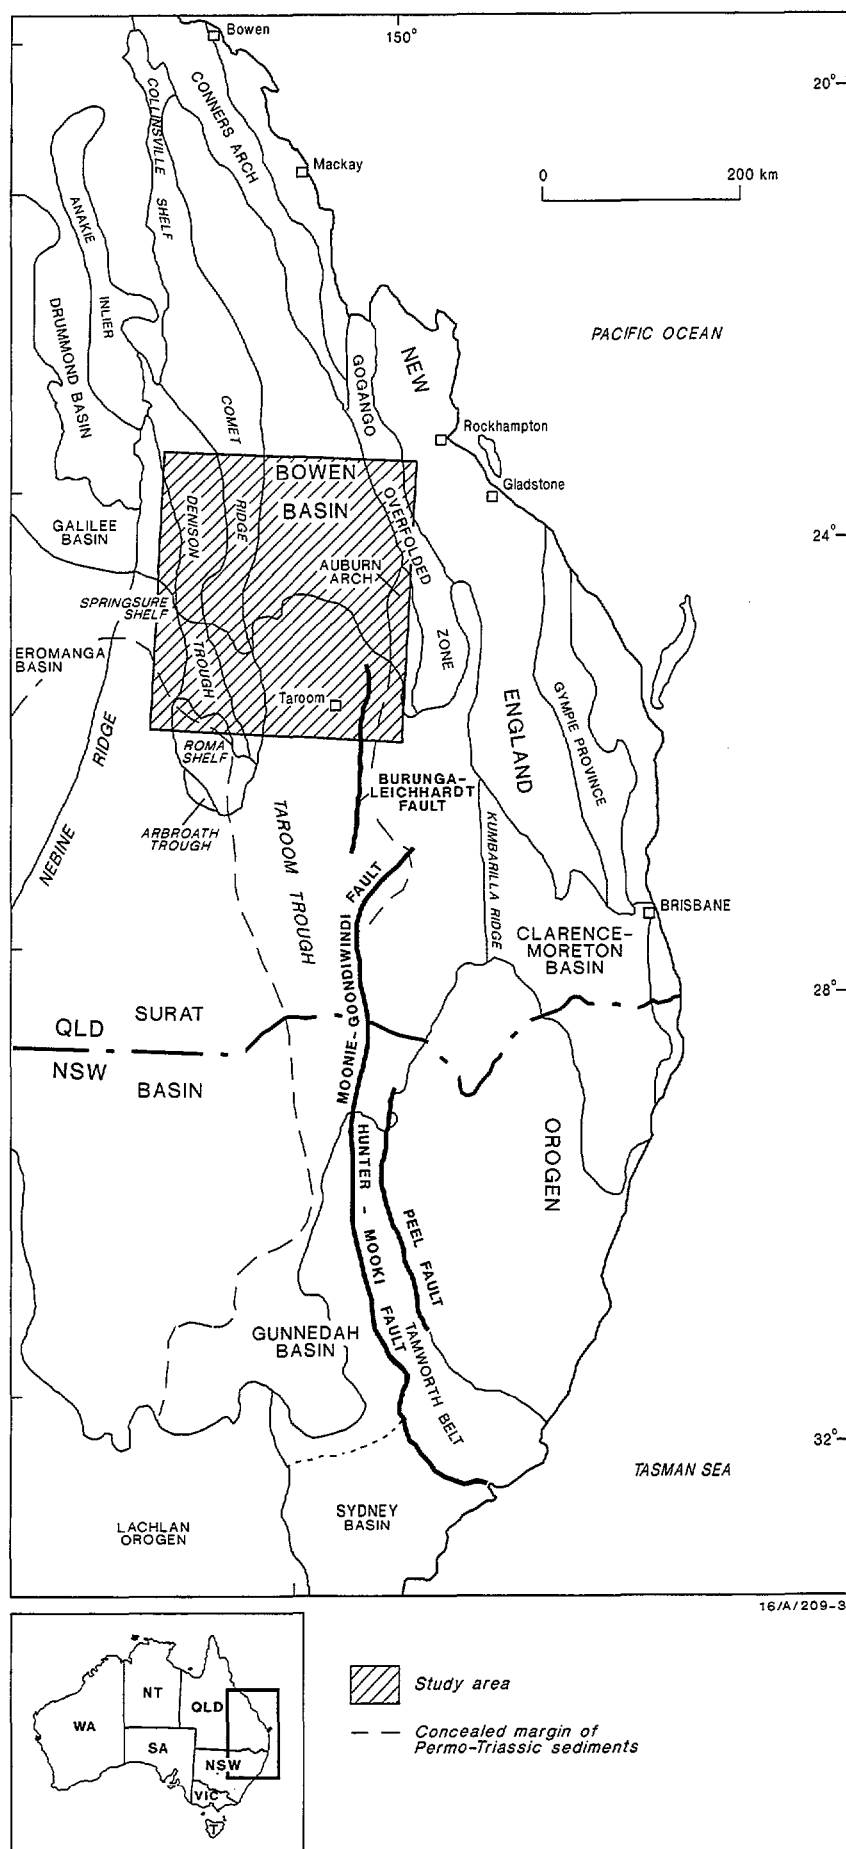 Bowen
150°
20°
COLLINSVILLE
SHELF
CONNERS ARCH
Mackay
0 200 km
ANAKIE
INLIER
DRUMMOND BASIN
PACIFIC OCEAN
NEW
GOGANGO
COMET
Rockhampton
BOWEN
BASIN
Gladstone
DENISON
RIDGE
OVERFOLDED
GALILEE
BASIN
24°
AUBURN
ARCH
SPRINGSURE
SHELF
ZONE
EROMANGA
BASIN
TROUGH
Taroom
ENGLAND
GYMPIE PROVINCE
RIDGE
ROMA
SHELF
BURUNGA-
LEICHHARDT
FAULT
ARBROATH
TROUGH
TAROOM TROUGH
KUMBARILLA RIDGE
NEBINE
BRISBANE
CLARENCE-
MORETON
BASIN
MOONIE-GOONDIWINDI FAULT
28°
QLD
SURAT
NSW
BASIN
OROGEN
HUNTER - MOOKI FAULT
PEEL FAULT
GUNNEDAH
BASIN
TAMWORTH BELT
32°
TASMAN SEA
SYDNEY
BASIN
LACHLAN
OROGEN
16/A/209-3
NT
QLD
WA
SA
NSW
VIC
T
Study area
Concealed margin of
Permo-Triassic sediments